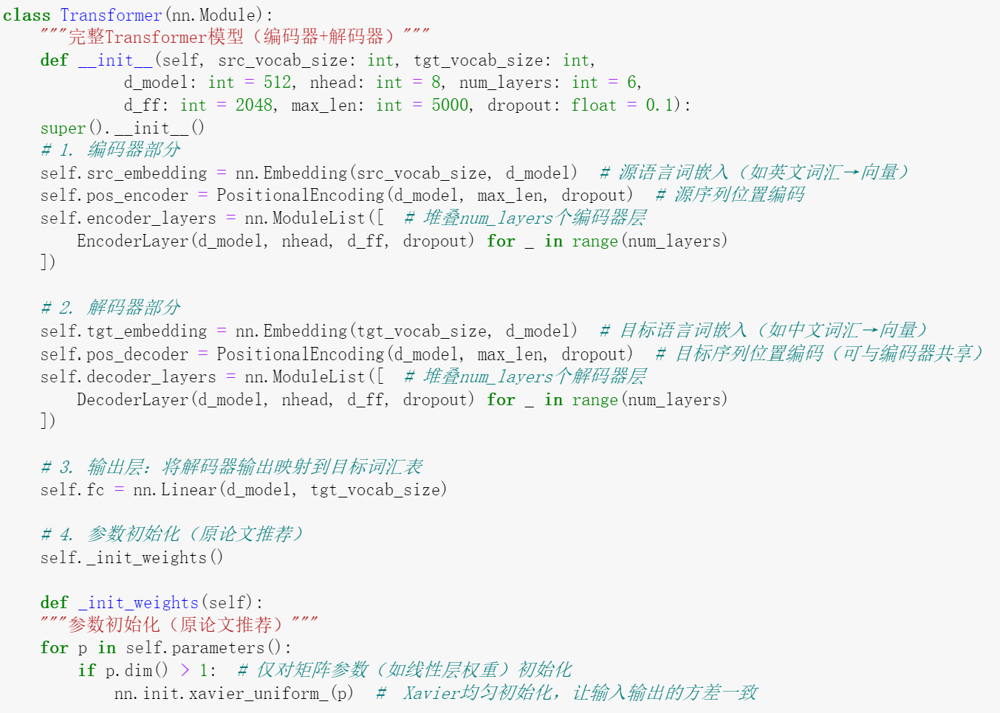 class Transformer(nn.Module):
    """完整Transformer模型（编码器+解码器）"""
    def __init__(self, src_vocab_size: int, tgt_vocab_size: int,
             d_model: int = 512, nhead: int = 8, num_layers: int = 6,
             d_ff: int = 2048, max_len: int = 5000, dropout: float = 0.1):
    super().__init__()
    # 1. 编码器部分
    self.src_embedding = nn.Embedding(src_vocab_size, d_model)  # 源语言词嵌入（如英文词汇→向量）
    self.pos_encoder = PositionalEncoding(d_model, max_len, dropout)  # 源序列位置编码
    self.encoder_layers = nn.ModuleList([  # 堆叠num_layers个编码器层
        EncoderLayer(d_model, nhead, d_ff, dropout) for _ in range(num_layers)
    ])

    # 2. 解码器部分
    self.tgt_embedding = nn.Embedding(tgt_vocab_size, d_model)  # 目标语言词嵌入（如中文词汇→向量）
    self.pos_decoder = PositionalEncoding(d_model, max_len, dropout)  # 目标序列位置编码（可与编码器共享）
    self.decoder_layers = nn.ModuleList([  # 堆叠num_layers个解码器层
        DecoderLayer(d_model, nhead, d_ff, dropout) for _ in range(num_layers)
    ])

    # 3. 输出层：将解码器输出映射到目标词汇表
    self.fc = nn.Linear(d_model, tgt_vocab_size)

    # 4. 参数初始化（原论文推荐）
    self._init_weights()

    def _init_weights(self):
    """参数初始化（原论文推荐）"""
    for p in self.parameters():
        if p.dim() > 1:  # 仅对矩阵参数（如线性层权重）初始化
            nn.init.xavier_uniform_(p)  #  Xavier均匀初始化，让输入输出的方差一致